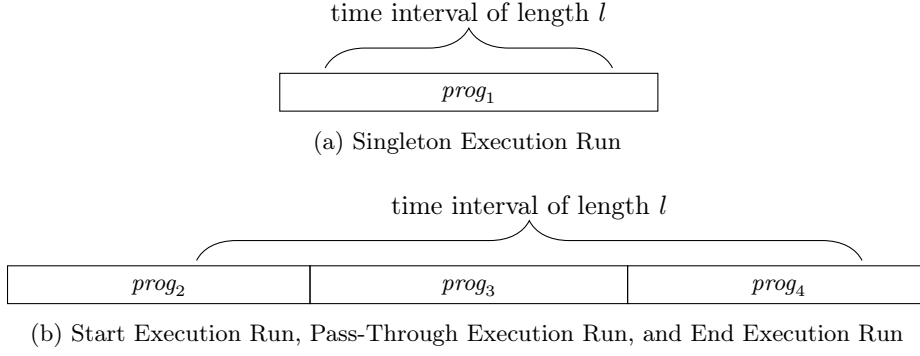 time interval of length l
prog₁
(a) Singleton Execution Run
time interval of length l
prog₂ prog₃ prog₄
(b) Start Execution Run, Pass-Through Execution Run, and End Execution Run